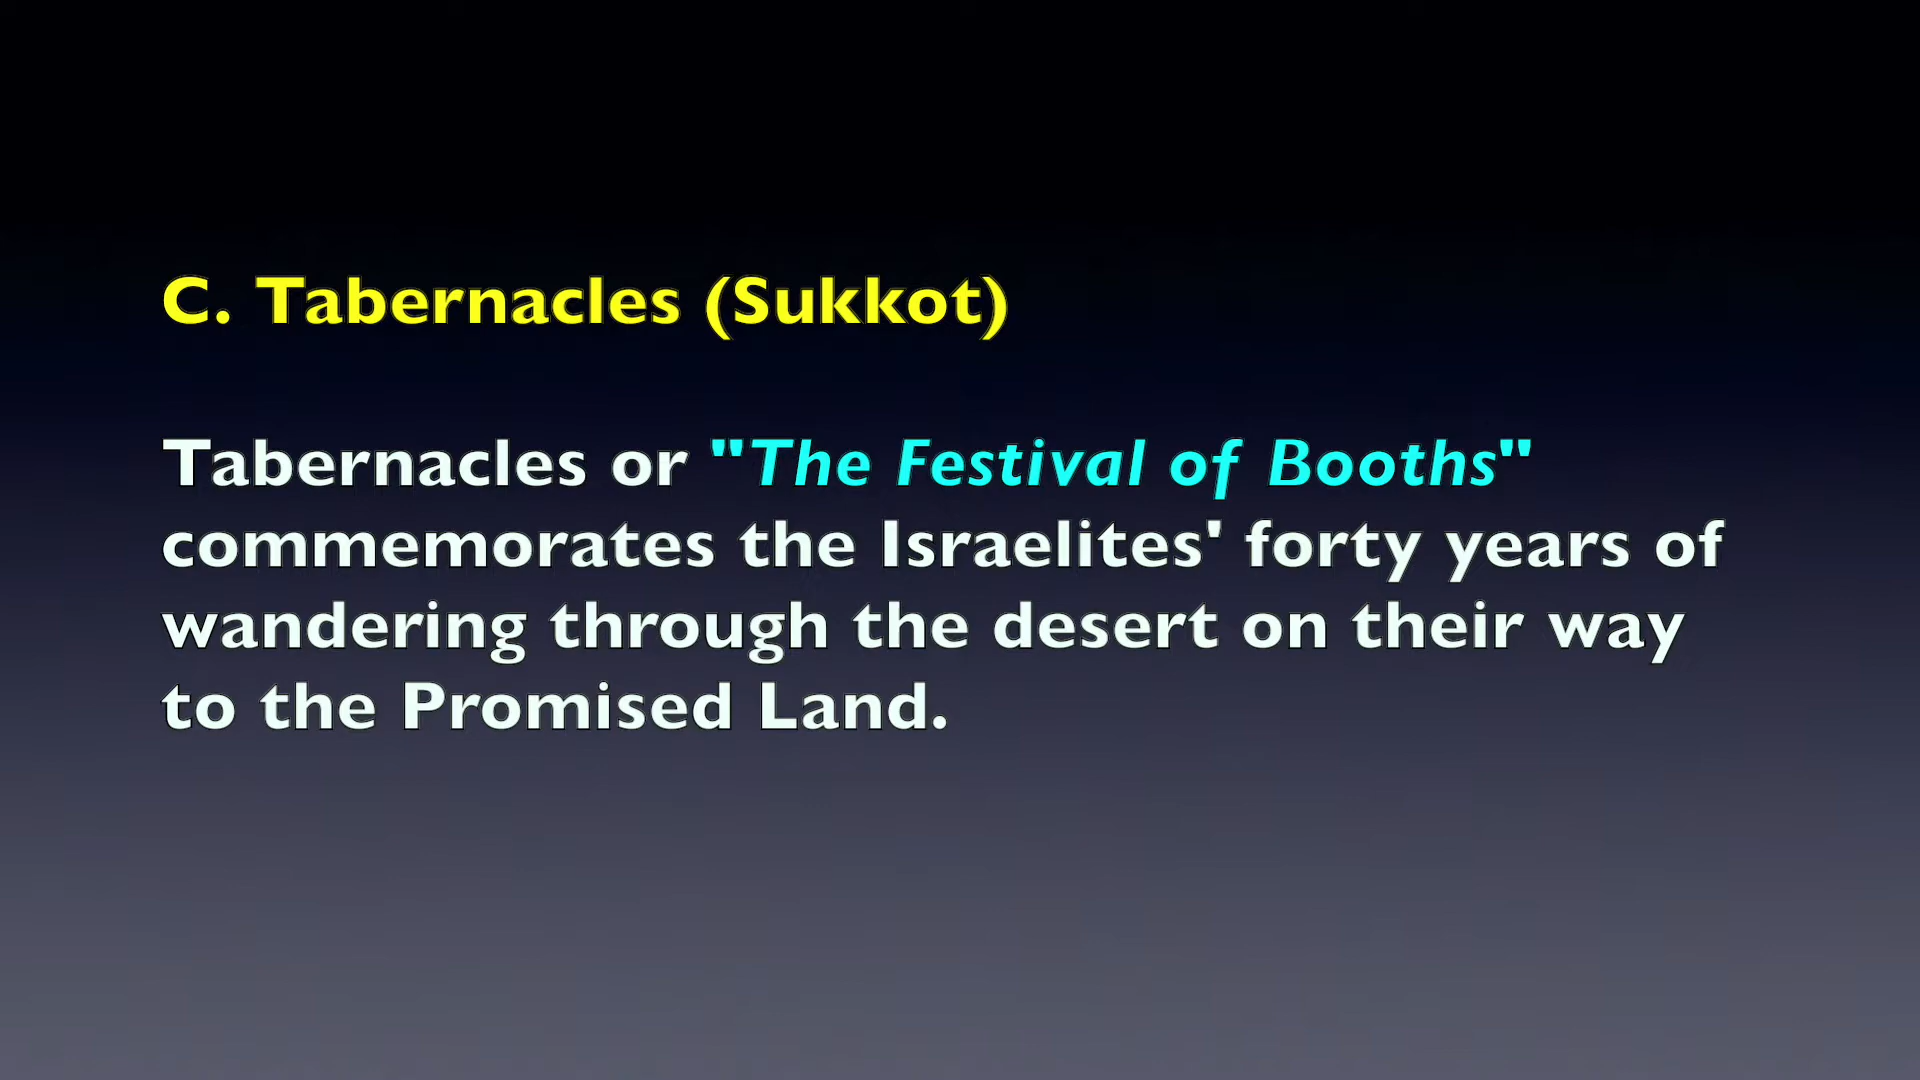 C. Tabernacles (Sukkot)
Tabernacles or "The Festival of Booths"
commemorates the Israelites' forty years of
wandering through the desert on their way
to the Promised Land.